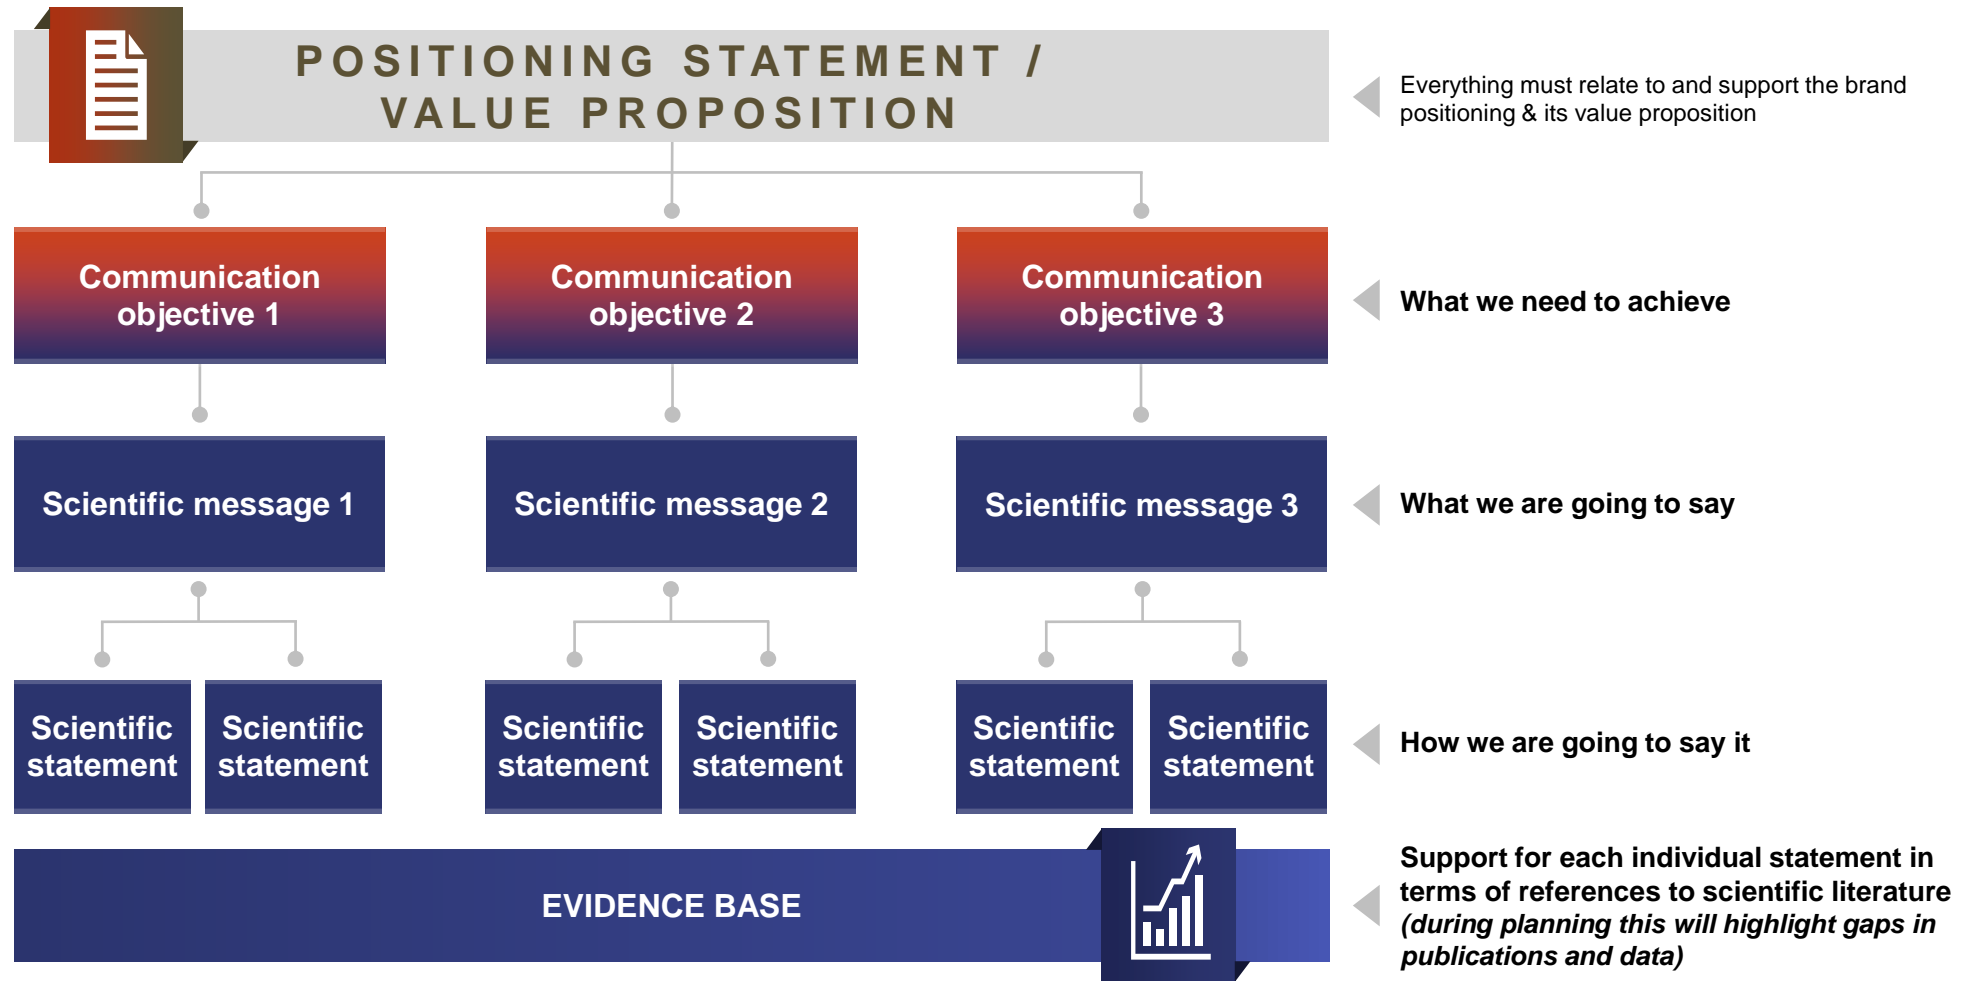 POSITIONING STATEMENT /
VALUE PROPOSITION
Everything must relate to and support the brand
positioning & its value proposition
Communication
objective 1
Communication
objective 2
Communication
objective 3
What we need to achieve
Scientific message 1
Scientific message 2
Scientific message 3
What we are going to say
Scientific
statement
Scientific
statement
Scientific
statement
Scientific
statement
Scientific
statement
Scientific
statement
How we are going to say it
EVIDENCE BASE
Support for each individual statement in
terms of references to scientific literature
(during planning this will highlight gaps in
publications and data)